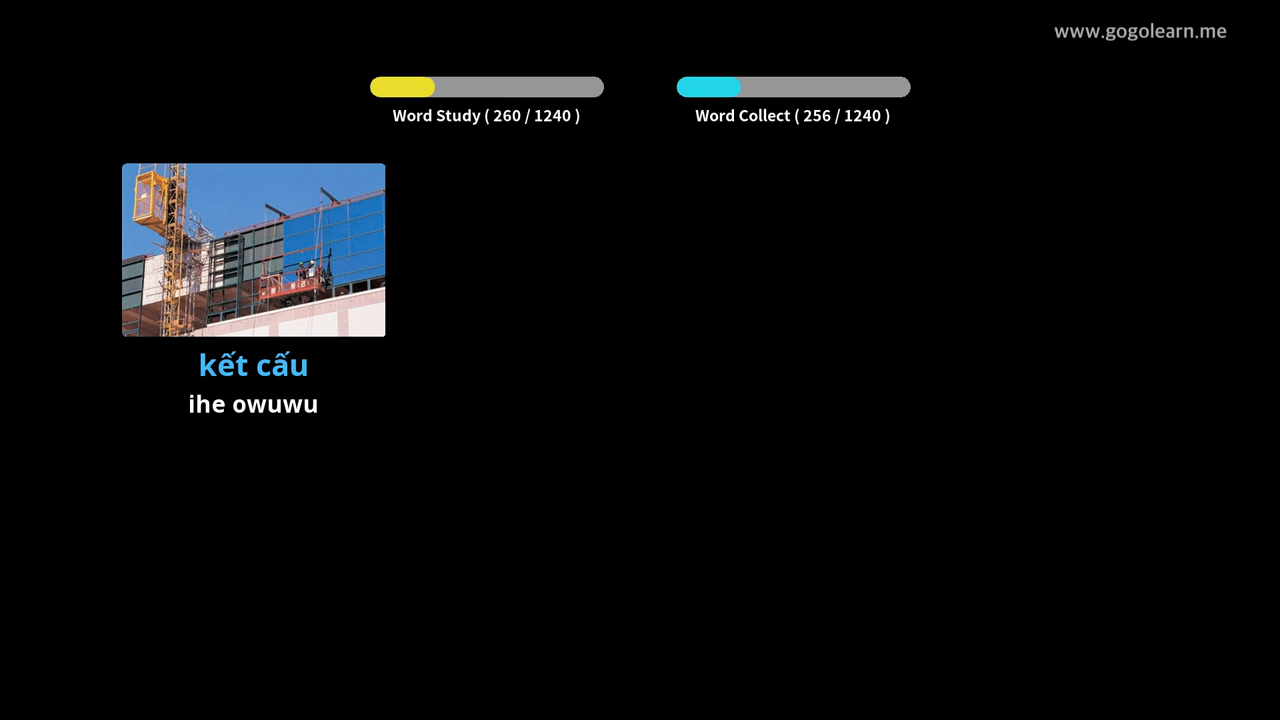 www.gogolearn.me
Word Study ( 260 / 1240 )
Word Collect ( 256 / 1240 )
kết cấu
ihe owuwu